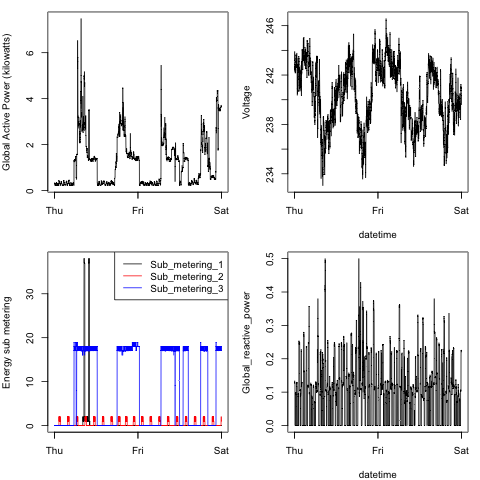 Global Active Power (kilowatts)
0 2 4 6
Thu Fri Sat
Voltage
234 238 242 246
Thu Fri Sat
datetime
Energy sub metering
0 10 20 30
Sub_metering_1
Sub_metering_2
Sub_metering_3
Thu Fri Sat
Global_reactive_power
0.0 0.1 0.2 0.3 0.4 0.5
Thu Fri Sat
datetime